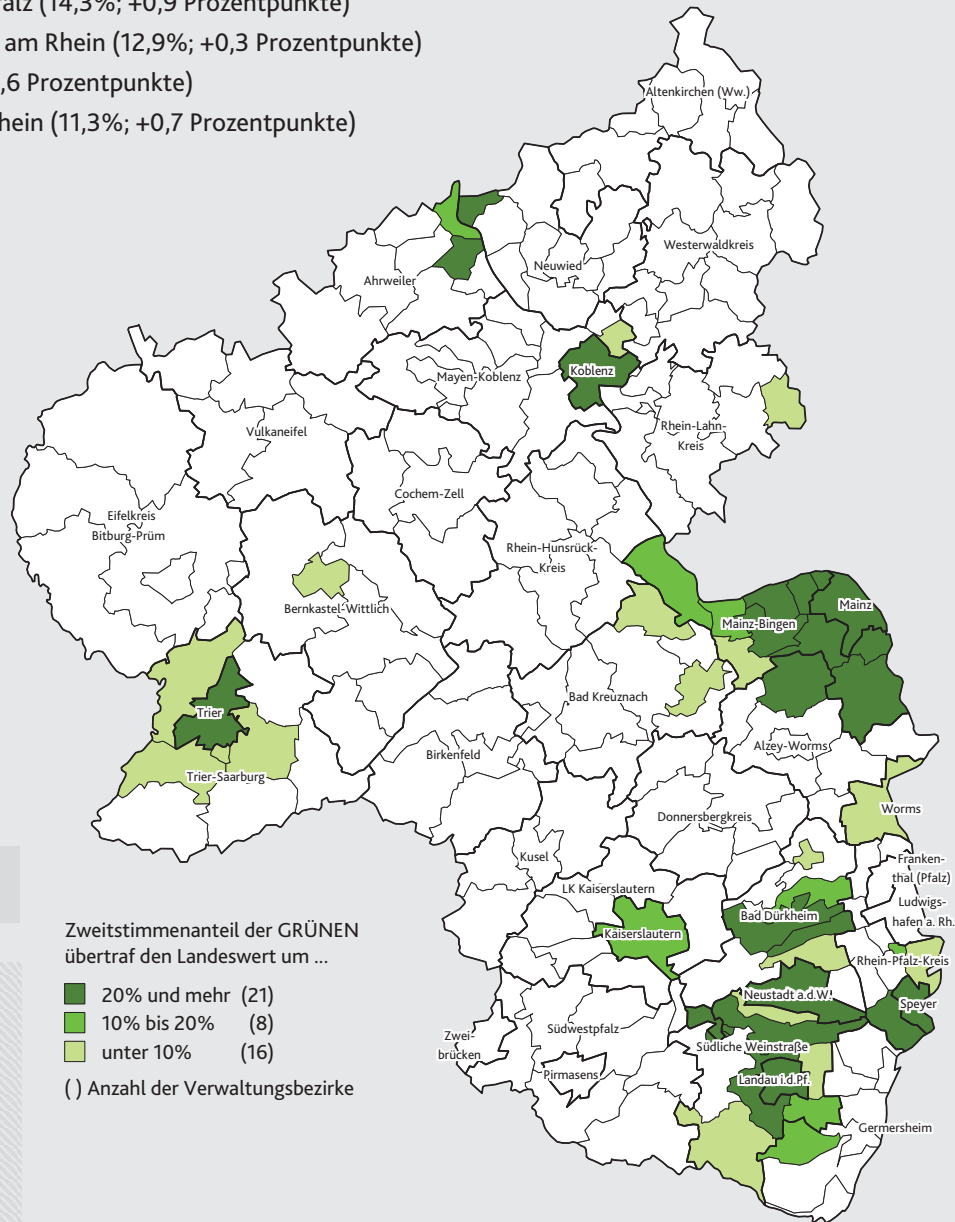 alz (14,3%; +0,9 Prozentpunkte)
am Rhein (12,9%; +0,3 Prozentpunkte)
,6 Prozentpunkte)
hein (11,3%; +0,7 Prozentpunkte)
Altenkirchen (Ww.)
Westerwaldkreis
Neuwied
Ahrweiler
Koblenz
Mayen-Koblenz
Rhein-Lahn-
Kreis
Vulkaneifel
Cochem-Zell
Eifelkreis
Bitburg-Prüm
Rhein-Hunsrück-
Kreis
Bernkastel-Wittlich
Mainz
Mainz-Bingen
Bad Kreuznach
Trier
Alzey-Worms
Birkenfeld
Trier-Saarburg
Worms
Donnersbergkreis
Kusel
Franken-
thal (Pfalz)
LK Kaiserslautern
Ludwigs-
hafen a. Rh.
Bad Dürkheim
Kaiserslautern
Rhein-Pfalz-Kreis
Neustadt a.d.W.
Speyer
Südwestpfalz
Zwei-
brücken
Südliche Weinstraße
Pirmasens
Landau i.d.Pf.
Germersheim
Zweitstimmenanteil der GRÜNEN
übertraf den Landeswert um ...
20% und mehr (21)
10% bis 20% (8)
unter 10% (16)
( ) Anzahl der Verwaltungsbezirke